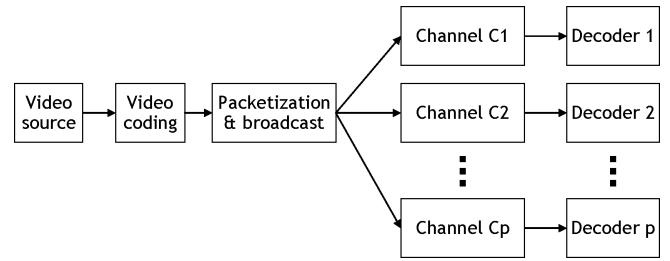 Video
source
Video
coding
Packetization
& broadcast
Channel C1
Decoder 1
Channel C2
Decoder 2
Channel Cp
Decoder p